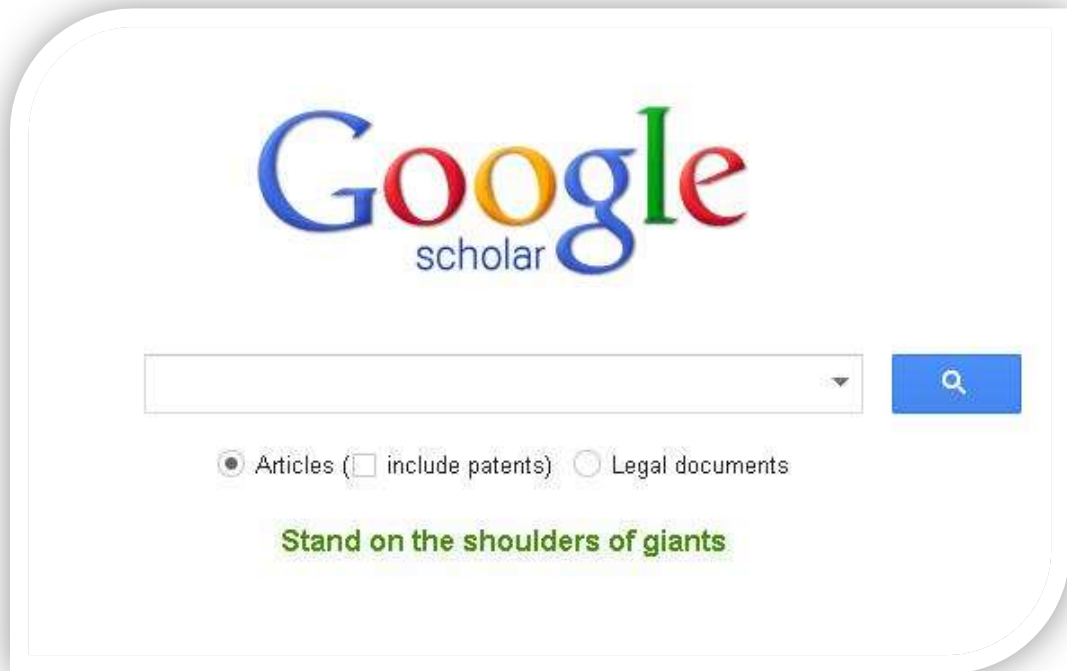 Google
scholar
Articles ( include patents) Legal documents
Stand on the shoulders of giants